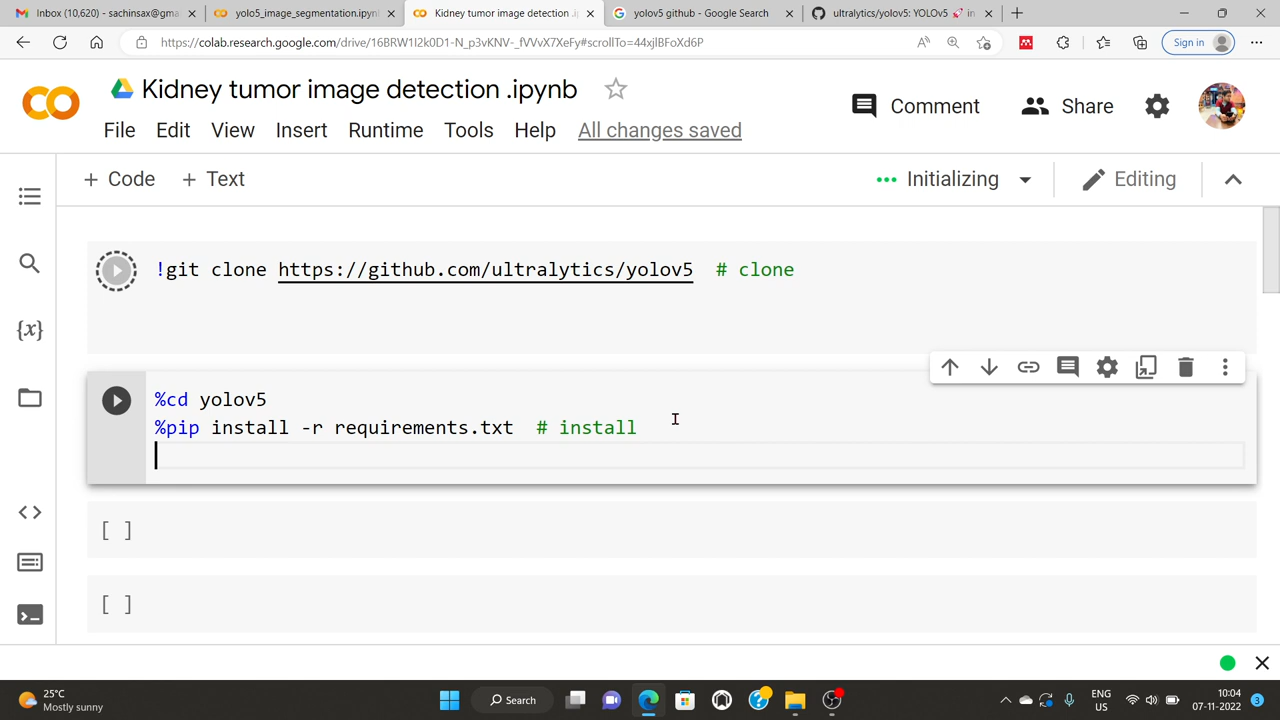 Inbox (10,620) - sachinsax@gma
yolo5_image_segmentation.ipynb
Kidney tumor image detection .ip
yolov5 github - Google Search
ultralytics/yolov5: YOLOv5 🚀 in
https://colab.research.google.com/drive/16BRW1I2k0D1-N_p3vKNV-_fVVvX7XeFy#scrollTo=44xjlBFoXd6P
Sign in
Kidney tumor image detection .ipynb
Comment
Share
File Edit View Insert Runtime Tools Help All changes saved
+ Code + Text
Initializing
Editing
!git clone https://github.com/ultralytics/yolov5 # clone
{x}
%cd yolov5
%pip install -r requirements.txt # install
[ ]
[ ]
25°C
Mostly sunny
Search
ENG
US
10:04
07-11-2022
3